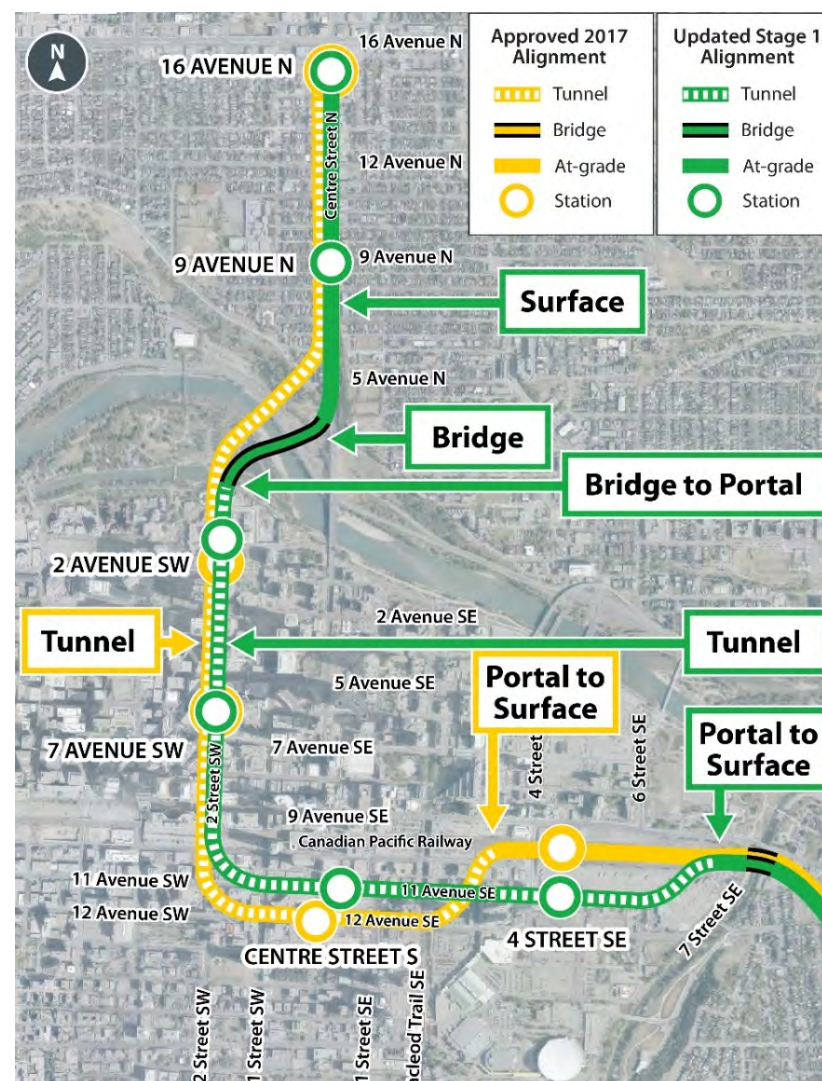 N
16 Avenue N
16 AVENUE N
Approved 2017
Alignment
Tunnel
Bridge
At-grade
Station
Updated Stage 1
Alignment
Tunnel
Bridge
At-grade
Station
Centre Street N
12 Avenue N
9 AVENUE N
9 Avenue N
Surface
5 Avenue N
Bridge
Bridge to Portal
2 AVENUE SW
2 Avenue SE
Tunnel
Tunnel
5 Avenue SE
Portal to
Surface
7 AVENUE SW
7 Avenue SE
4 Street
6 Street SE
Portal to
Surface
2 Street SW
9 Avenue SE
Canadian Pacific Railway
11 Avenue SW
11 Avenue SE
12 Avenue SW
12 Avenue SE
CENTRE STREET S
4 STREET SE
7 Street SE
2 Street SW
1 Street SW
1 Street SE
acleod Trail SE